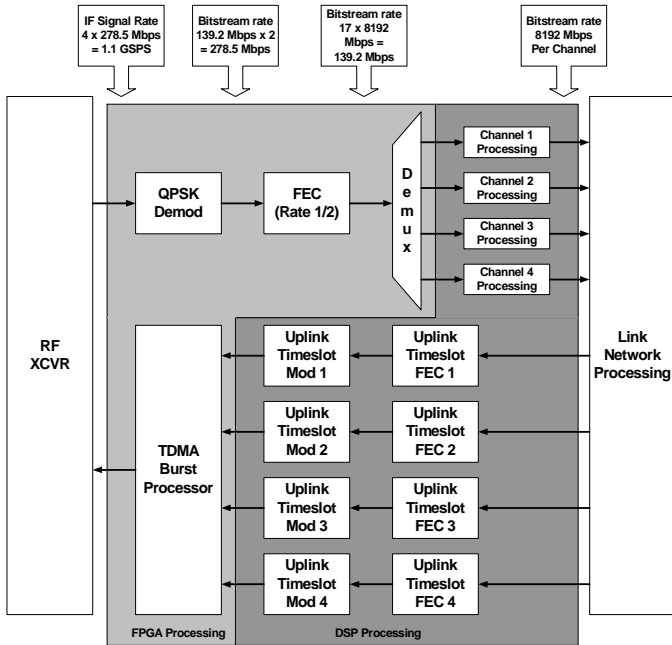 IF Signal Rate
4 x 278.5 Mbps
= 1.1 GSPS
Bitstream rate
139.2 Mbps x 2
= 278.5 Mbps
Bitstream rate
17 x 8192
Mbps =
139.2 Mbps
Bitstream rate
8192 Mbps
Per Channel
RF
XCVR
QPSK
Demod
FEC
(Rate 1/2)
Demux
Channel 1
Processing
Channel 2
Processing
Channel 3
Processing
Channel 4
Processing
Link
Network
Processing
TDMA
Burst
Processor
Uplink
Timeslot
Mod 1
Uplink
Timeslot
FEC 1
Uplink
Timeslot
Mod 2
Uplink
Timeslot
FEC 2
Uplink
Timeslot
Mod 3
Uplink
Timeslot
FEC 3
Uplink
Timeslot
Mod 4
Uplink
Timeslot
FEC 4
FPGA Processing
DSP Processing